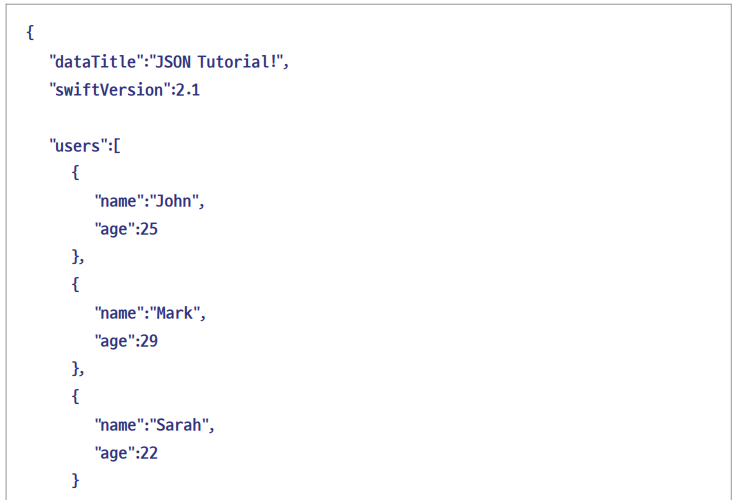 {
"dataTitle":"JSON Tutorial!",
"swiftVersion":2.1
"users":[
{
"name":"John",
"age":25
},
{
"name":"Mark",
"age":29
},
{
"name":"Sarah",
"age":22
}